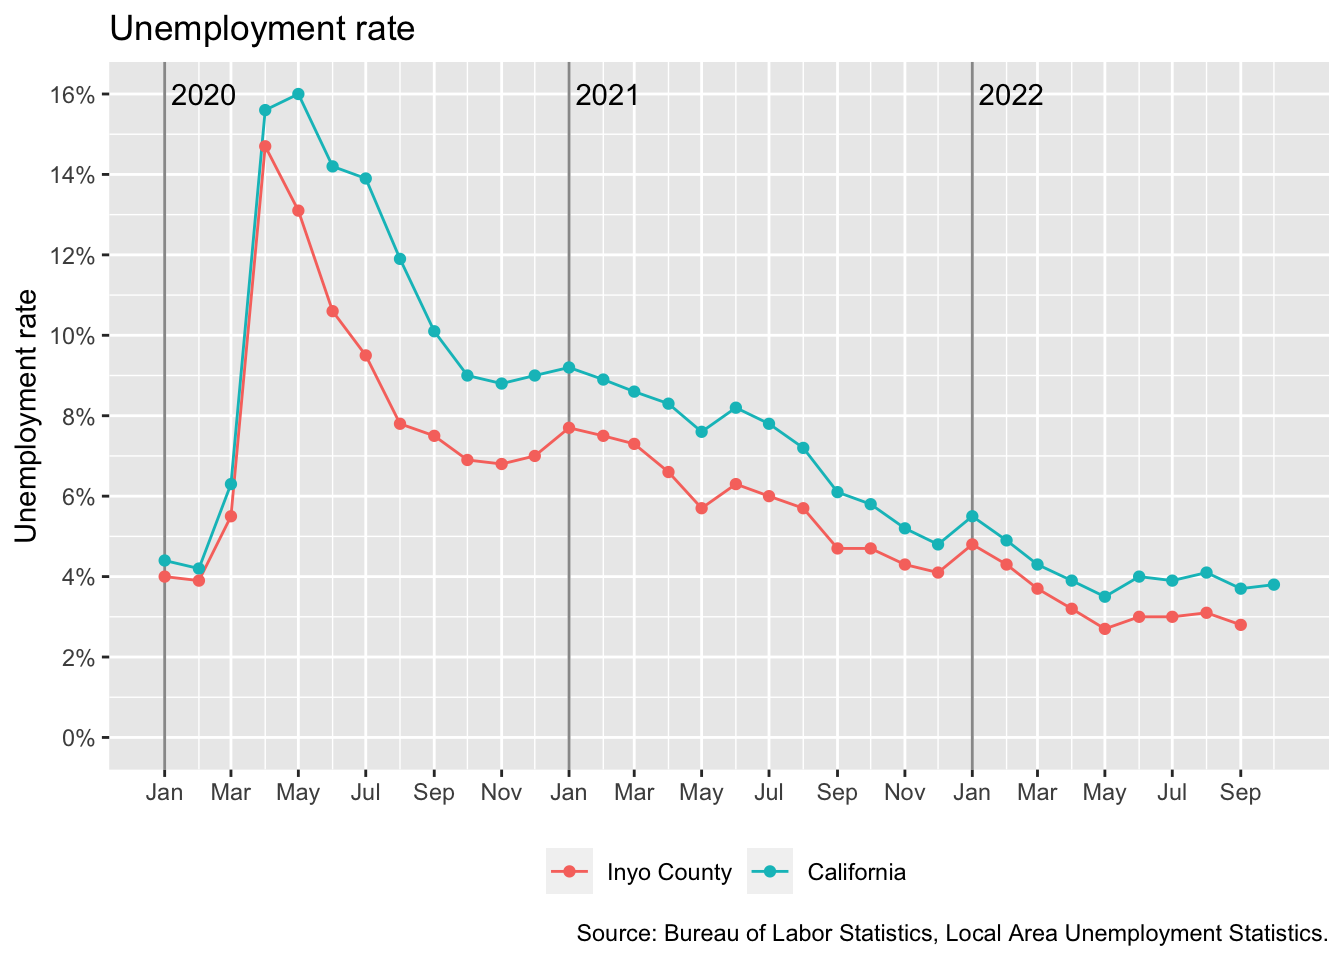 Unemployment rate
2020 2021 2022
16%
14%
12%
10%
8%
6%
4%
2%
0%
Unemployment rate
Jan Mar May Jul Sep Nov Jan Mar May Jul Sep Nov Jan Mar May Jul Sep
Inyo County California
Source: Bureau of Labor Statistics, Local Area Unemployment Statistics.